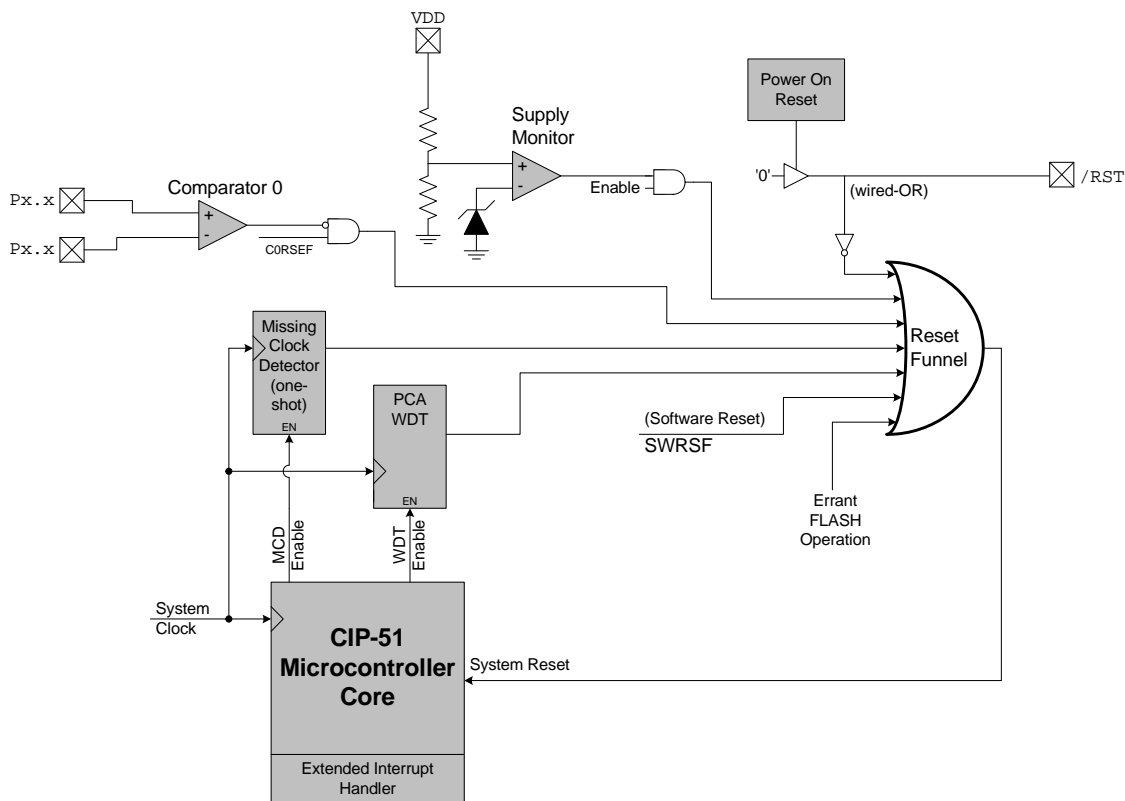 VDD
Power On
Reset
Supply
Monitor
+
-
Enable
'0'
(wired-OR)
/RST
Comparator 0
Px.x
Px.x
+
-
C0RSEF
Missing
Clock
Detector
(one-
shot)
EN
PCA
WDT
EN
Reset
Funnel
(Software Reset)
SWRSF
Errant
FLASH
Operation
MCD
Enable
WDT
Enable
System
Clock
CIP-51
Microcontroller
Core
System Reset
Extended Interrupt
Handler